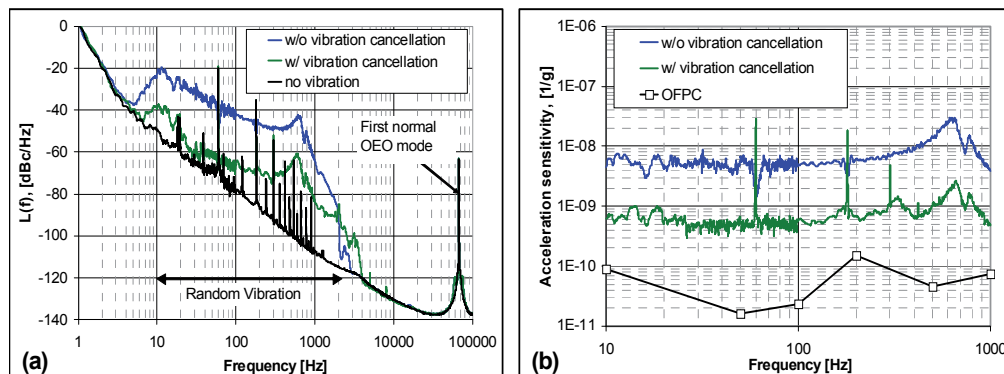 0
-20
-40
-60
-80
-100
-120
-140
L(f), [dBc/Hz]
w/o vibration cancellation
w/ vibration cancellation
no vibration
First normal
OEO mode
Random Vibration
1
10
100
1000
10000
100000
(a)
Frequency [Hz]
1E-06
1E-07
1E-08
1E-09
1E-10
1E-11
Acceleration sensitivity, [1/g]
w/o vibration cancellation
w/ vibration cancellation
OFPC
10
100
1000
(b)
Frequency [Hz]